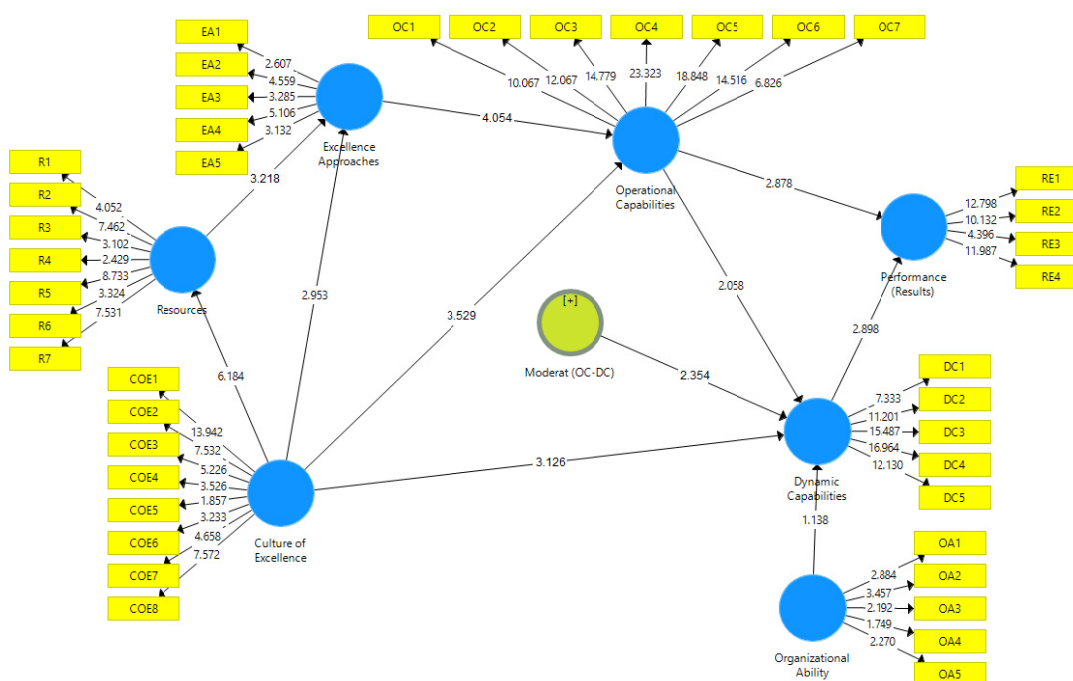 EA1
EA2
EA3
EA4
EA5
2.607
4.559
3.285
5.106
3.132
Excellence
Approaches
OC1
OC2
OC3
OC4
OC5
OC6
OC7
10.067
12.067
14.779
23.323
18.848
14.516
6.826
4.054
Operational
Capabilities
R1
R2
R3
R4
R5
R6
R7
4.052
7.462
3.102
2.429
8.733
3.324
7.531
Resources
3.218
2.953
3.529
6.184
2.878
2.058
RE1
RE2
RE3
RE4
12.798
10.132
4.396
11.987
Performance
(Results)
[+]
Moderat (OC-DC)
2.354
2.898
COE1
COE2
COE3
COE4
COE5
COE6
COE7
COE8
13.942
7.532
5.226
3.526
1.857
3.233
4.658
7.572
Culture of
Excellence
3.126
DC1
DC2
DC3
DC4
DC5
7.333
11.201
15.487
16.964
12.130
Dynamic
Capabilities
1.138
OA1
OA2
OA3
OA4
OA5
2.884
3.457
2.192
1.749
2.270
Organizational
Ability